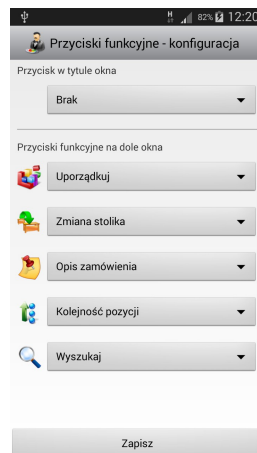 82% 12:20
Przyciski funkcyjne - konfiguracja
Przycisk w tytule okna
Brak
Przyciski funkcyjne na dole okna
Uporządkuj
Zmiana stolika
Opis zamówienia
Kolejność pozycji
Wyszukaj
Zapisz